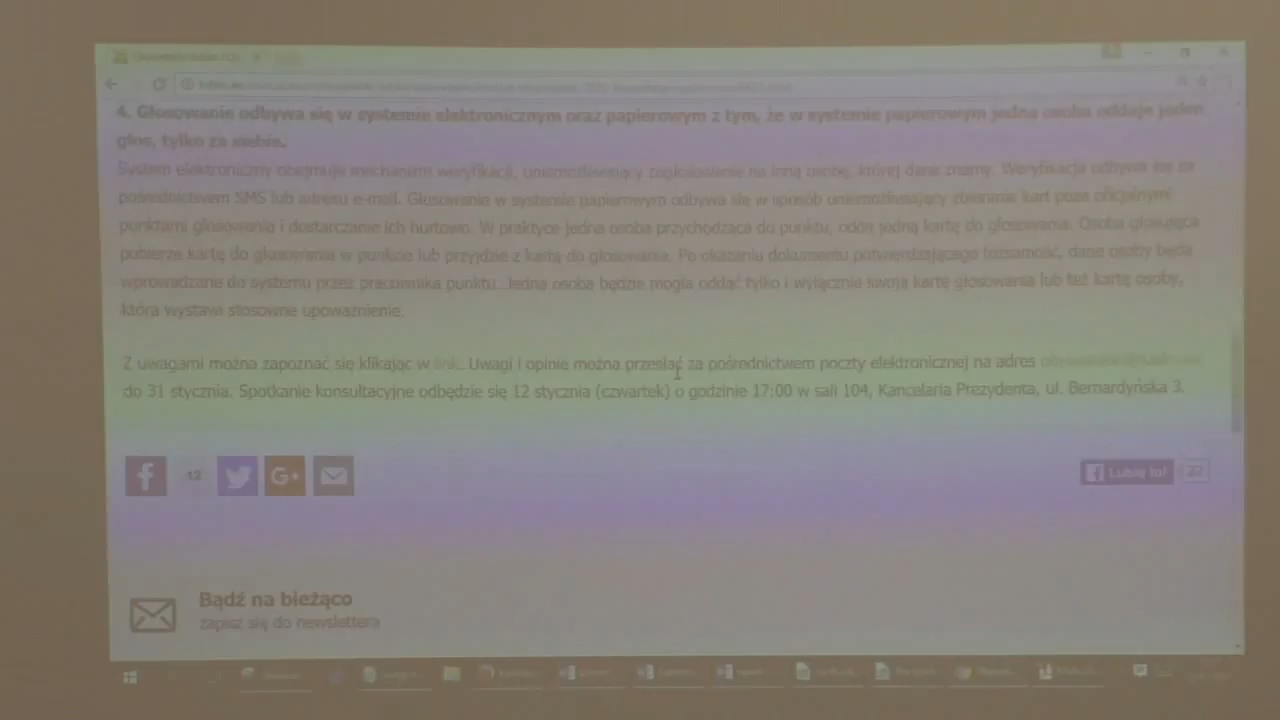 4. Głosowanie odbywa się w systemie elektronicznym oraz papierowym z tym, że w systemie papierowym jedna osoba oddaje jeden
głos, tylko za siebie.
System elektroniczny obejmuje mechanizm weryfikacji, uniemożliwiający zagłosowanie na inną osobę, której dane znamy. Weryfikacja odbywa się za
pośrednictwem SMS lub adresu e-mail. Głosowanie w systemie papierowym odbywa się w sposób uniemożliwiający zbieranie kart poza oficjalnymi
punktami głosowania i dostarczanie ich hurtowo. W praktyce jedna osoba przychodząca do punktu, odda jedną kartę do głosowania. Osoba głosująca
pobierze kartę do głosowania w punkcie lub przyjdzie z kartą do głosowania. Po okazaniu dokumentu potwierdzającego tożsamość, dane osoby będą
wprowadzane do systemu przez pracownika punktu. Jedna osoba będzie mogła oddać tylko i wyłącznie swoją kartę głosowania lub też kartę osoby,
która wystawi stosowne upoważnienie.
Z uwagami można zapoznać się klikając w link. Uwagi i opinie można przesłać za pośrednictwem poczty elektronicznej na adres
do 31 stycznia. Spotkanie konsultacyjne odbędzie się 12 stycznia (czwartek) o godzinie 17:00 w sali 104, Kancelaria Prezydenta, ul. Bernardyńska 3.
12
G+
Lubię to! 22
Bądź na bieżąco
zapisz się do newslettera